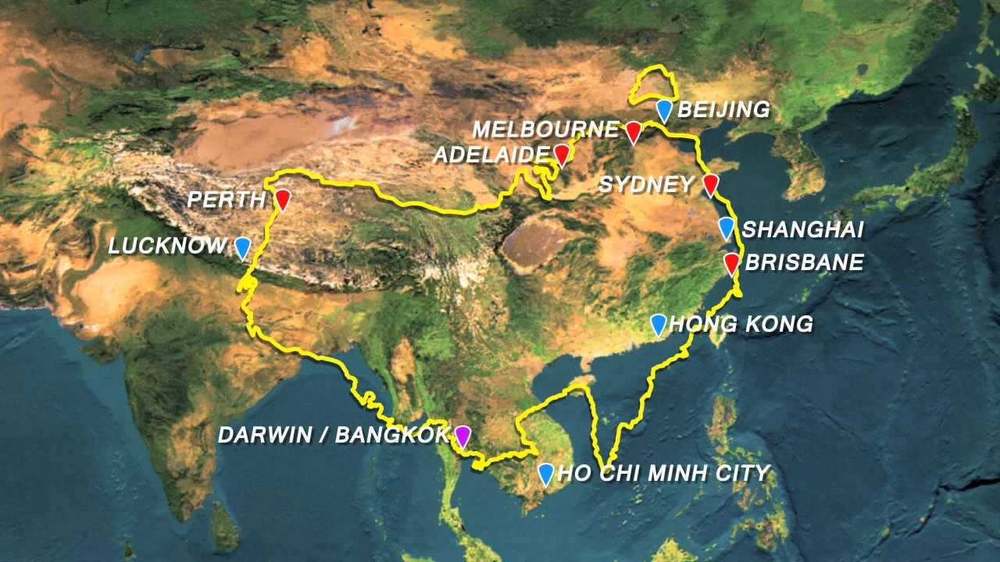 BEIJING
MELBOURNE
ADELAIDE
SYDNEY
PERTH
SHANGHAI
LUCKNOW
BRISBANE
HONG KONG
DARWIN / BANGKOK
HO CHI MINH CITY